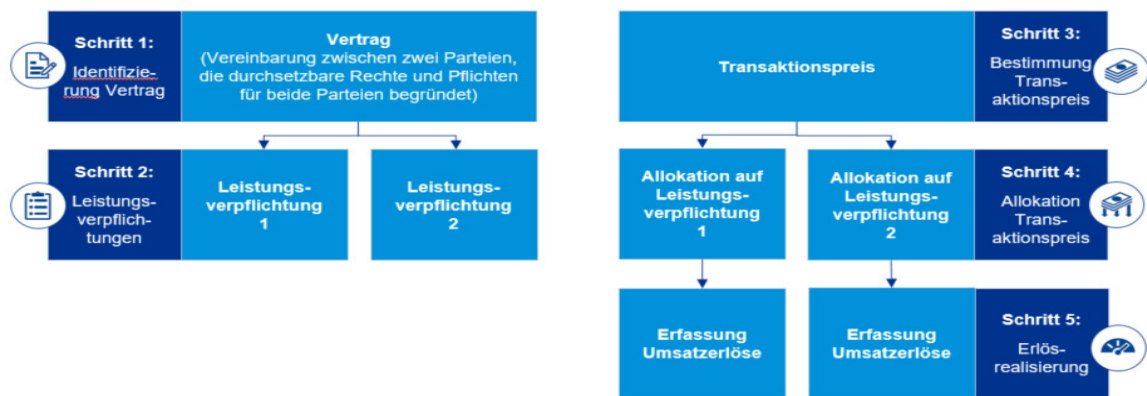 Schritt 1:
Identifizie-
rung Vertrag
Vertrag
(Vereinbarung zwischen zwei Parteien,
die durchsetzbare Rechte und Pflichten
für beide Parteien begründet)
Schritt 2:
Leistungs-
verpflich-
tungen
Leistungs-
verpflichtung
1
Leistungs-
verpflichtung
2
Transaktionspreis
Schritt 3:
Bestimmung
Trans-
aktionspreis
Allokation auf
Leistungs-
verpflichtung
1
Allokation auf
Leistungs-
verpflichtung
2
Schritt 4:
Allokation
Trans-
aktionspreis
Erfassung
Umsatzerlöse
Erfassung
Umsatzerlöse
Schritt 5:
Erlös-
realisierung